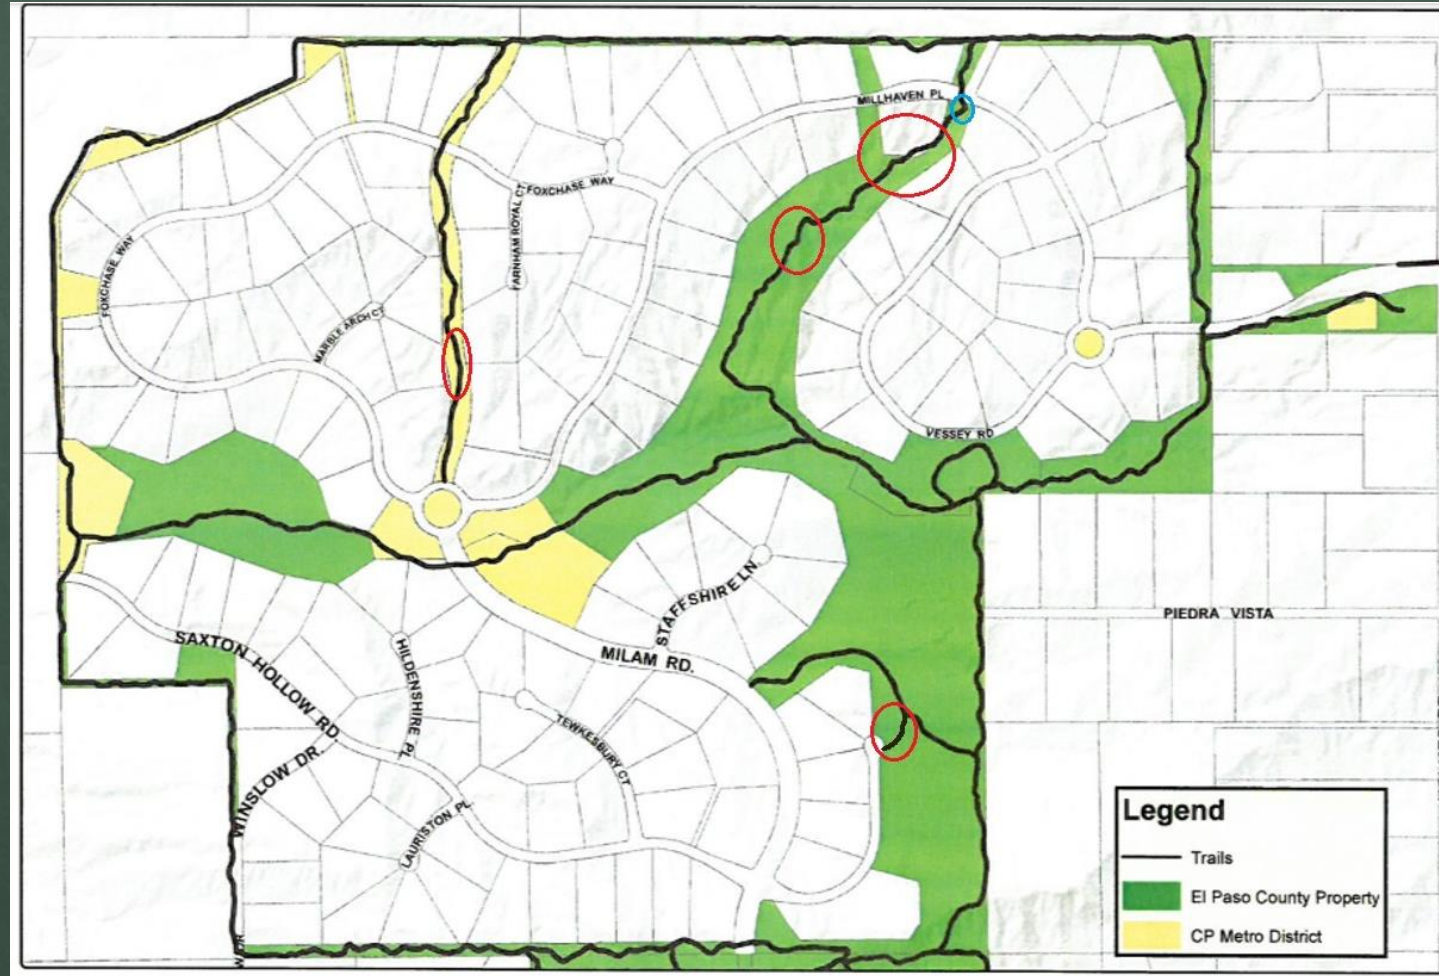 MILLHAVEN PL
FOXCHASE WAY
FARNHAM ROYAL CT
FOXCHASE WAY
MARBLE ARCH CT
VESSEY RD
STAFFSHIRE LN.
PIEDRA VISTA
SAXTON HOLLOW RD
HILDENSHIRE PL
MILAM RD.
TEWKESBURY CT
WINSLOW DR.
LAURISTON PL.
Legend
Trails
El Paso County Property
CP Metro District